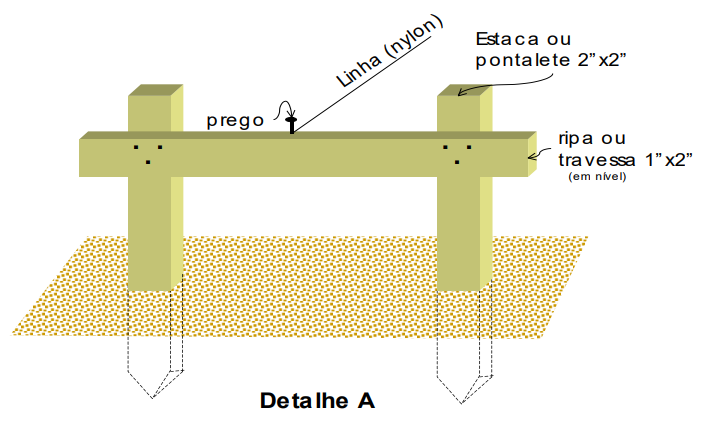 Linha (nylon)
Estaca ou
pontalete 2”x2”
prego
ripa ou
travessa 1”x2”
(em nível)
Detalhe A